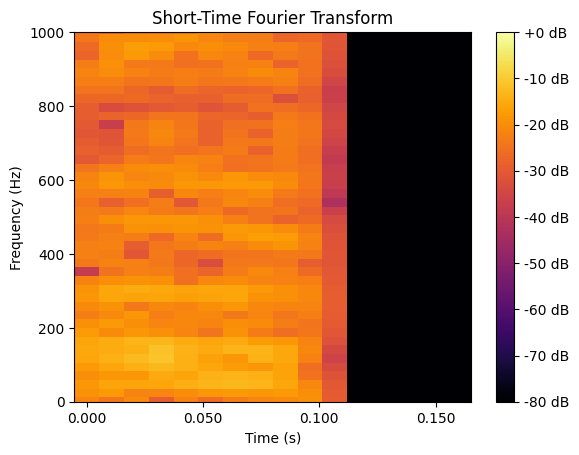 Short-Time Fourier Transform
1000
800
600
400
200
0
Frequency (Hz)
0.000
0.050
0.100
0.150
Time (s)
+0 dB
-10 dB
-20 dB
-30 dB
-40 dB
-50 dB
-60 dB
-70 dB
-80 dB